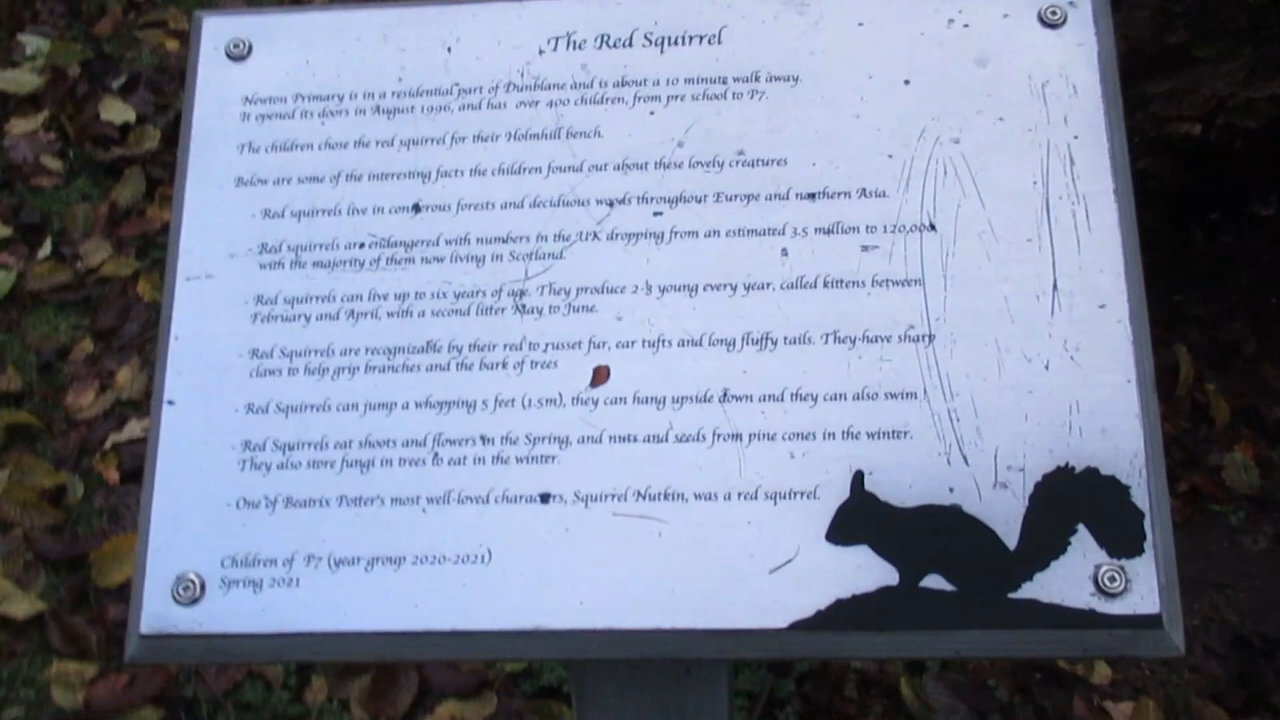 The Red Squirrel
Newton Primary is in a residential part of Dunblane and is about a 10 minute walk away.
It opened its doors in August 1996, and has over 400 children, from pre school to P7.
The children chose the red squirrel for their Holmhill bench.
Below are some of the interesting facts the children found out about these lovely creatures
- Red squirrels live in coniferous forests and deciduous woods throughout Europe and northern Asia.
- Red squirrels are endangered with numbers in the UK dropping from an estimated 3.5 million to 120,000,
with the majority of them now living in Scotland.
- Red squirrels can live up to six years of age. They produce 2-3 young every year, called kittens between
February and April, with a second litter May to June.
- Red Squirrels are recognizable by their red to russet fur, ear tufts and long fluffy tails. They have sharp
claws to help grip branches and the bark of trees
- Red Squirrels can jump a whopping 5 feet (1.5m), they can hang upside down and they can also swim!
- Red Squirrels eat shoots and flowers in the Spring, and nuts and seeds from pine cones in the winter.
They also store fungi in trees to eat in the winter.
- One of Beatrix Potter's most well-loved characters, Squirrel Nutkin, was a red squirrel.
Children of P7 (year group 2020-2021)
Spring 2021